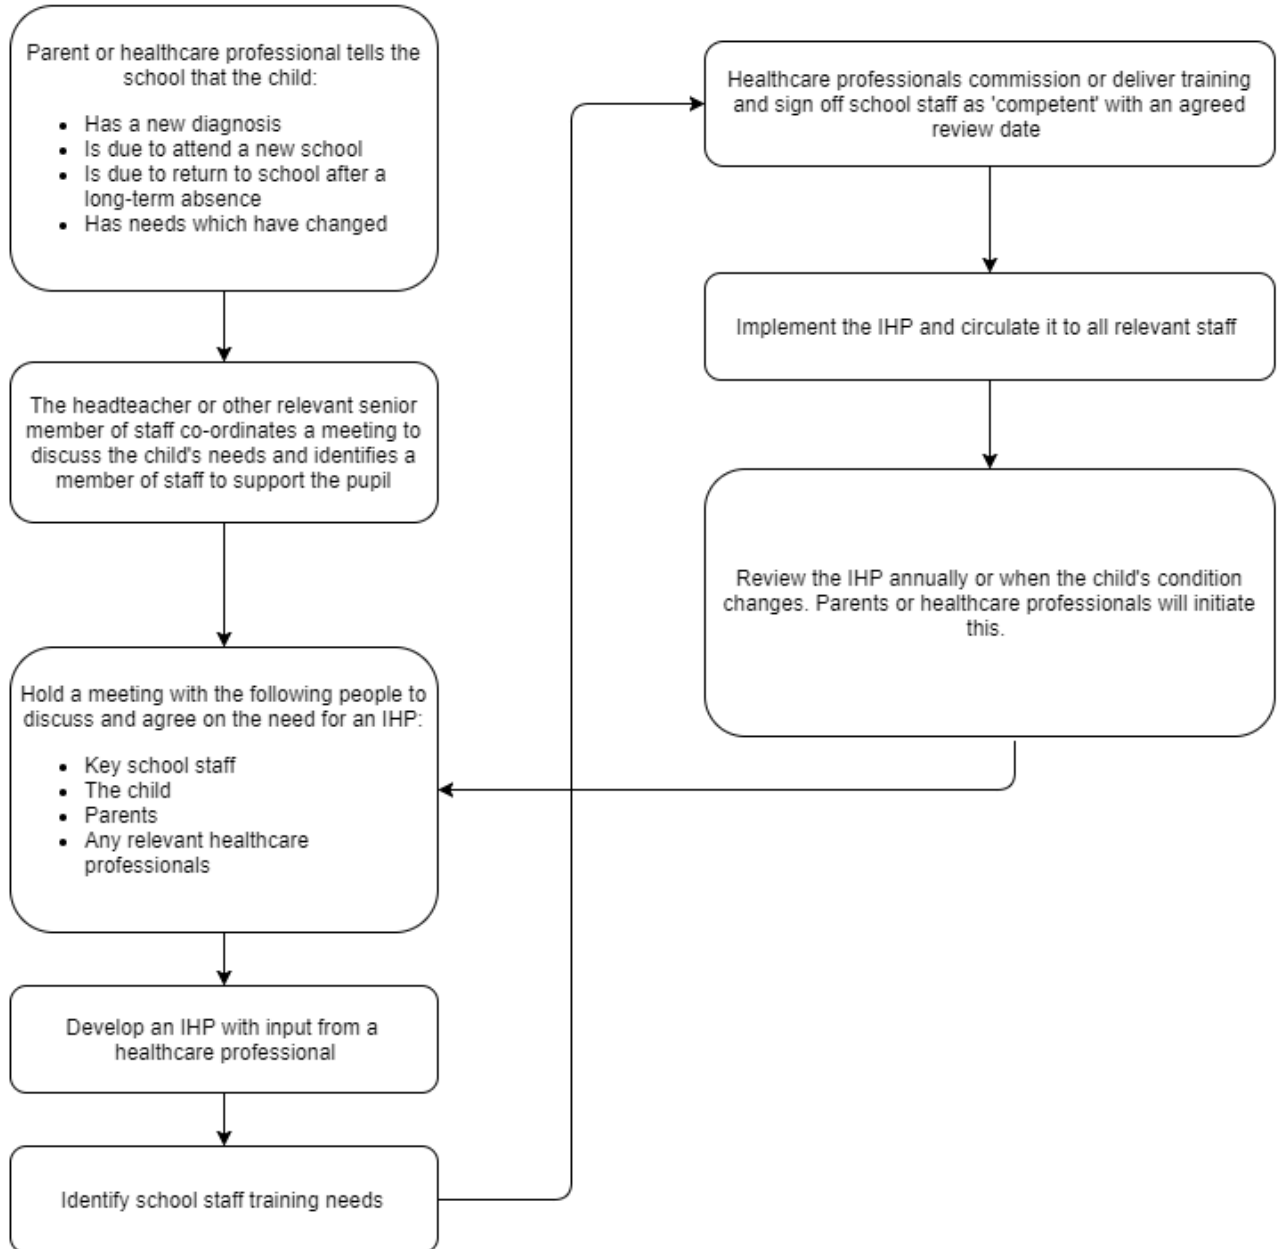 Parent or healthcare professional tells the
school that the child:
• Has a new diagnosis
• Is due to attend a new school
• Is due to return to school after a
long-term absence
• Has needs which have changed
The headteacher or other relevant senior
member of staff co-ordinates a meeting to
discuss the child's needs and identifies a
member of staff to support the pupil
Hold a meeting with the following people to
discuss and agree on the need for an IHP:
• Key school staff
• The child
• Parents
• Any relevant healthcare
professionals
Develop an IHP with input from a
healthcare professional
Identify school staff training needs
Healthcare professionals commission or deliver training
and sign off school staff as 'competent' with an agreed
review date
Implement the IHP and circulate it to all relevant staff
Review the IHP annually or when the child's condition
changes. Parents or healthcare professionals will initiate
this.